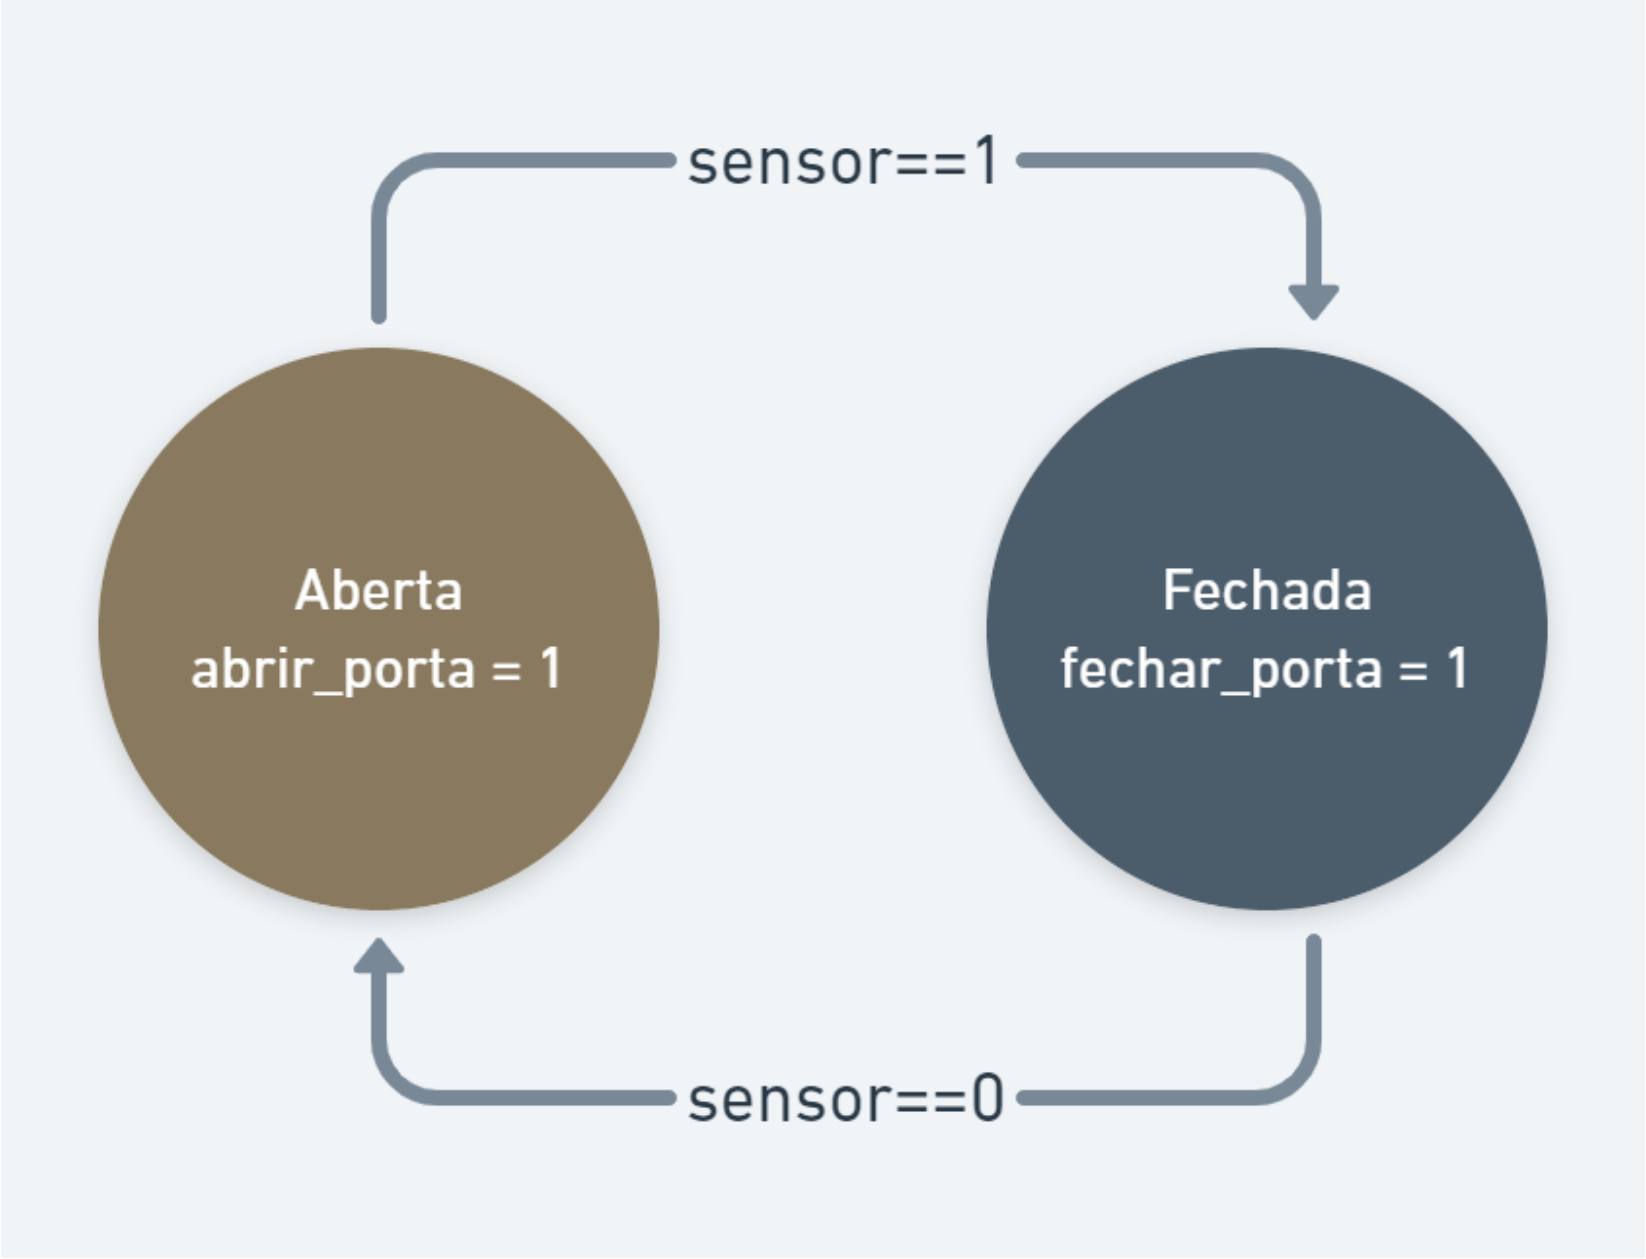 sensor==1
Aberta
abrir_porta = 1
Fechada
fechar_porta = 1
sensor==0